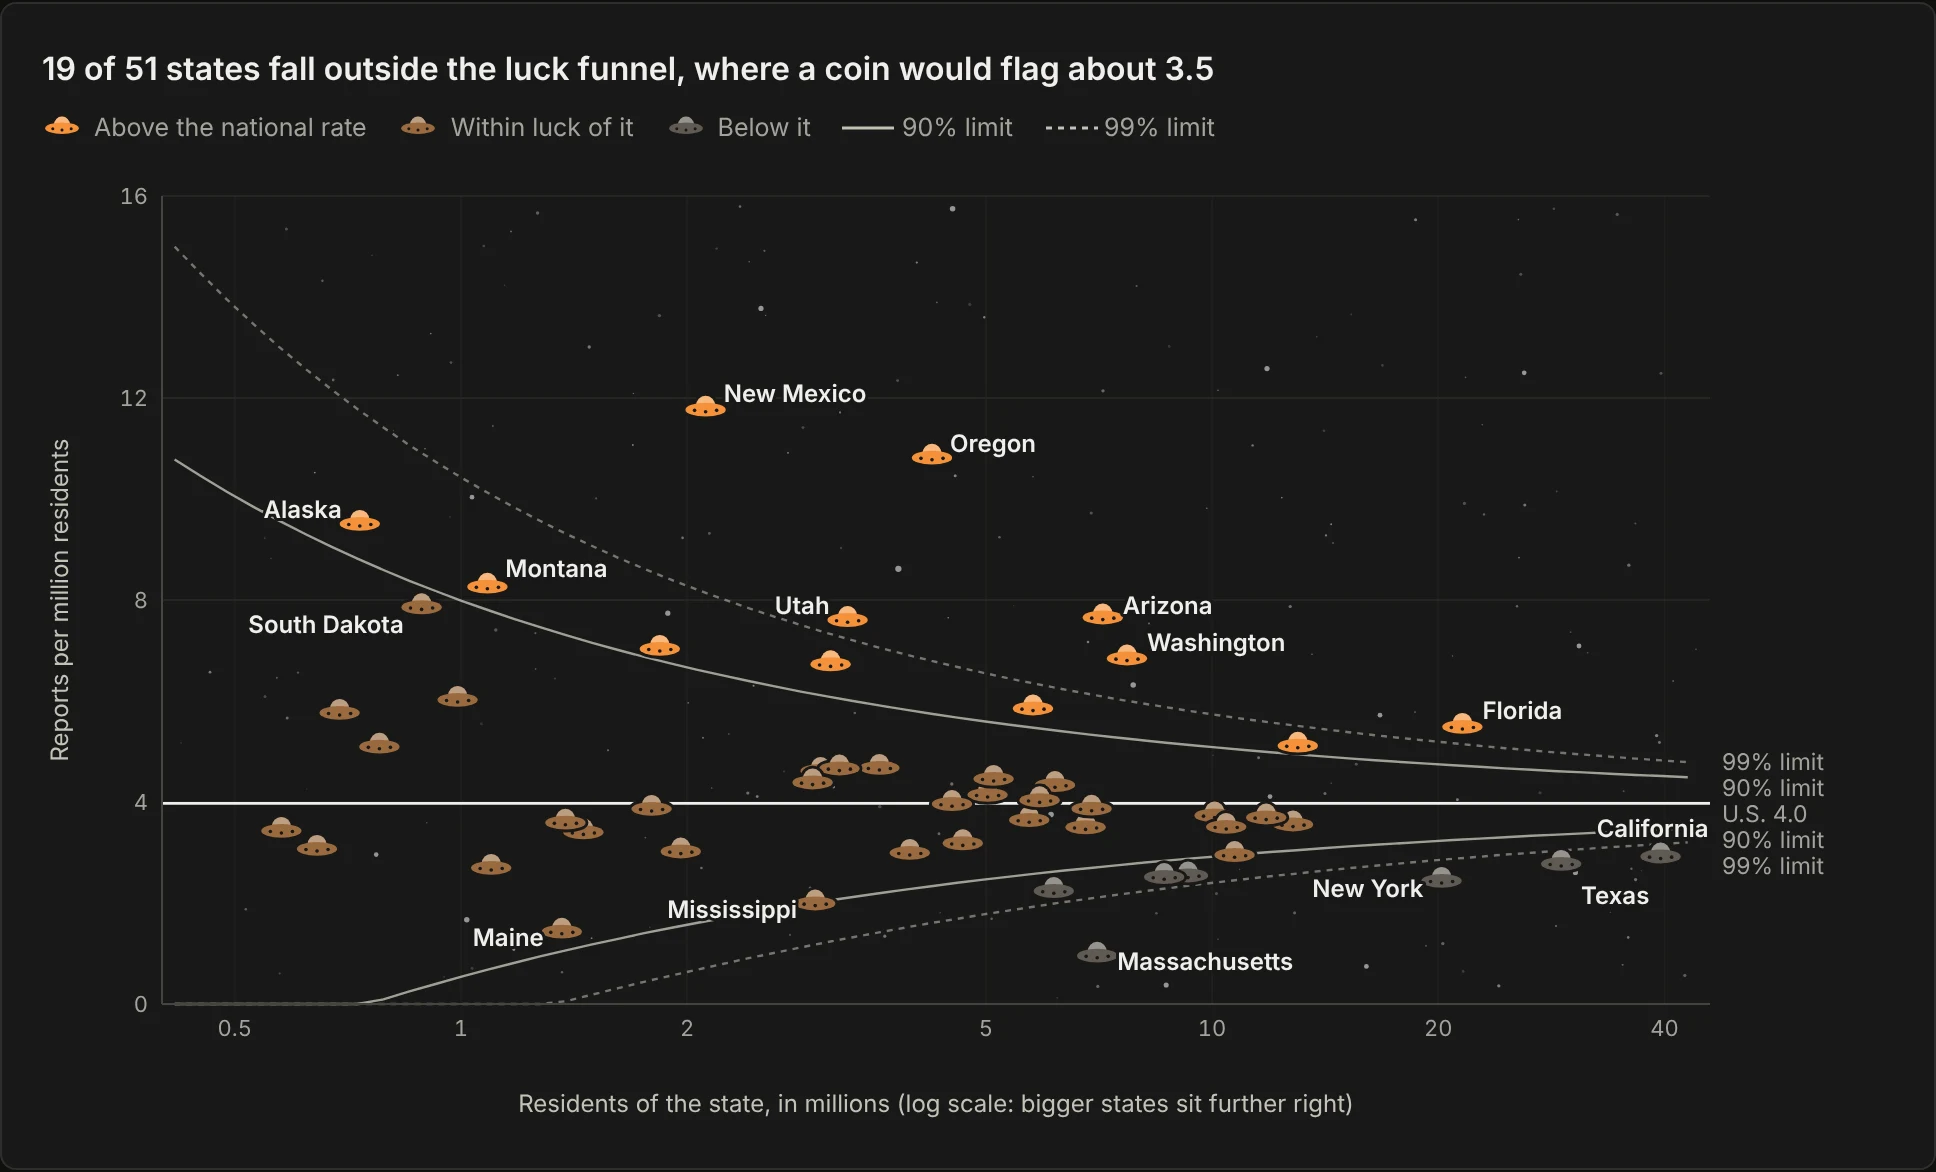 19 of 51 states fall outside the luck funnel, where a coin would flag about 3.5
Above the national rate
Within luck of it
Below it
90% limit
99% limit
16
12
8
4
0
Reports per million residents
New Mexico
Oregon
Alaska
Montana
South Dakota
Utah
Arizona
Washington
Florida
99% limit
90% limit
U.S. 4.0
90% limit
99% limit
California
New York
Texas
Mississippi
Maine
Massachusetts
0.5
1
2
5
10
20
40
Residents of the state, in millions (log scale: bigger states sit further right)